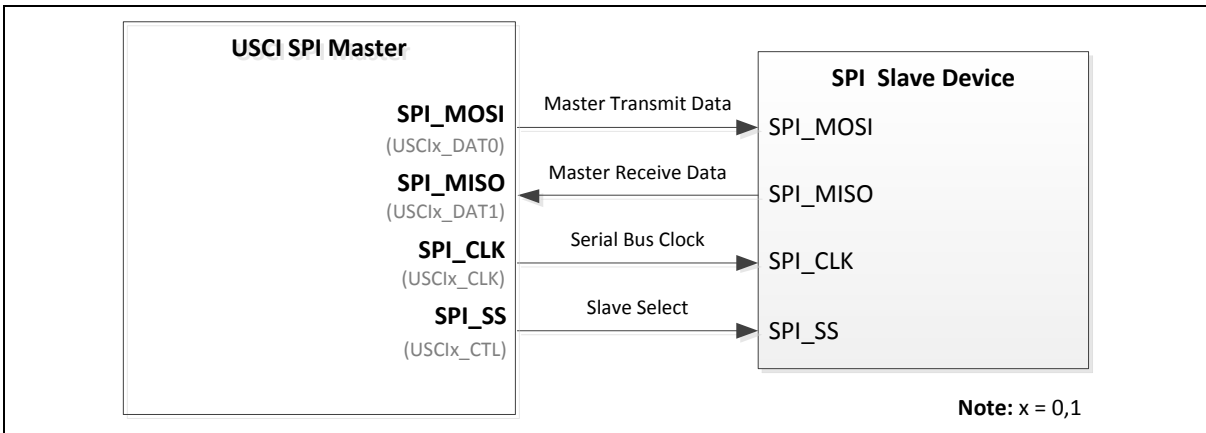 USCI SPI Master
SPI_MOSI
(USCIx_DAT0)
SPI_MISO
(USCIx_DAT1)
SPI_CLK
(USCIx_CLK)
SPI_SS
(USCIx_CTL)
Master Transmit Data
Master Receive Data
Serial Bus Clock
Slave Select
SPI Slave Device
SPI_MOSI
SPI_MISO
SPI_CLK
SPI_SS
Note: x = 0,1